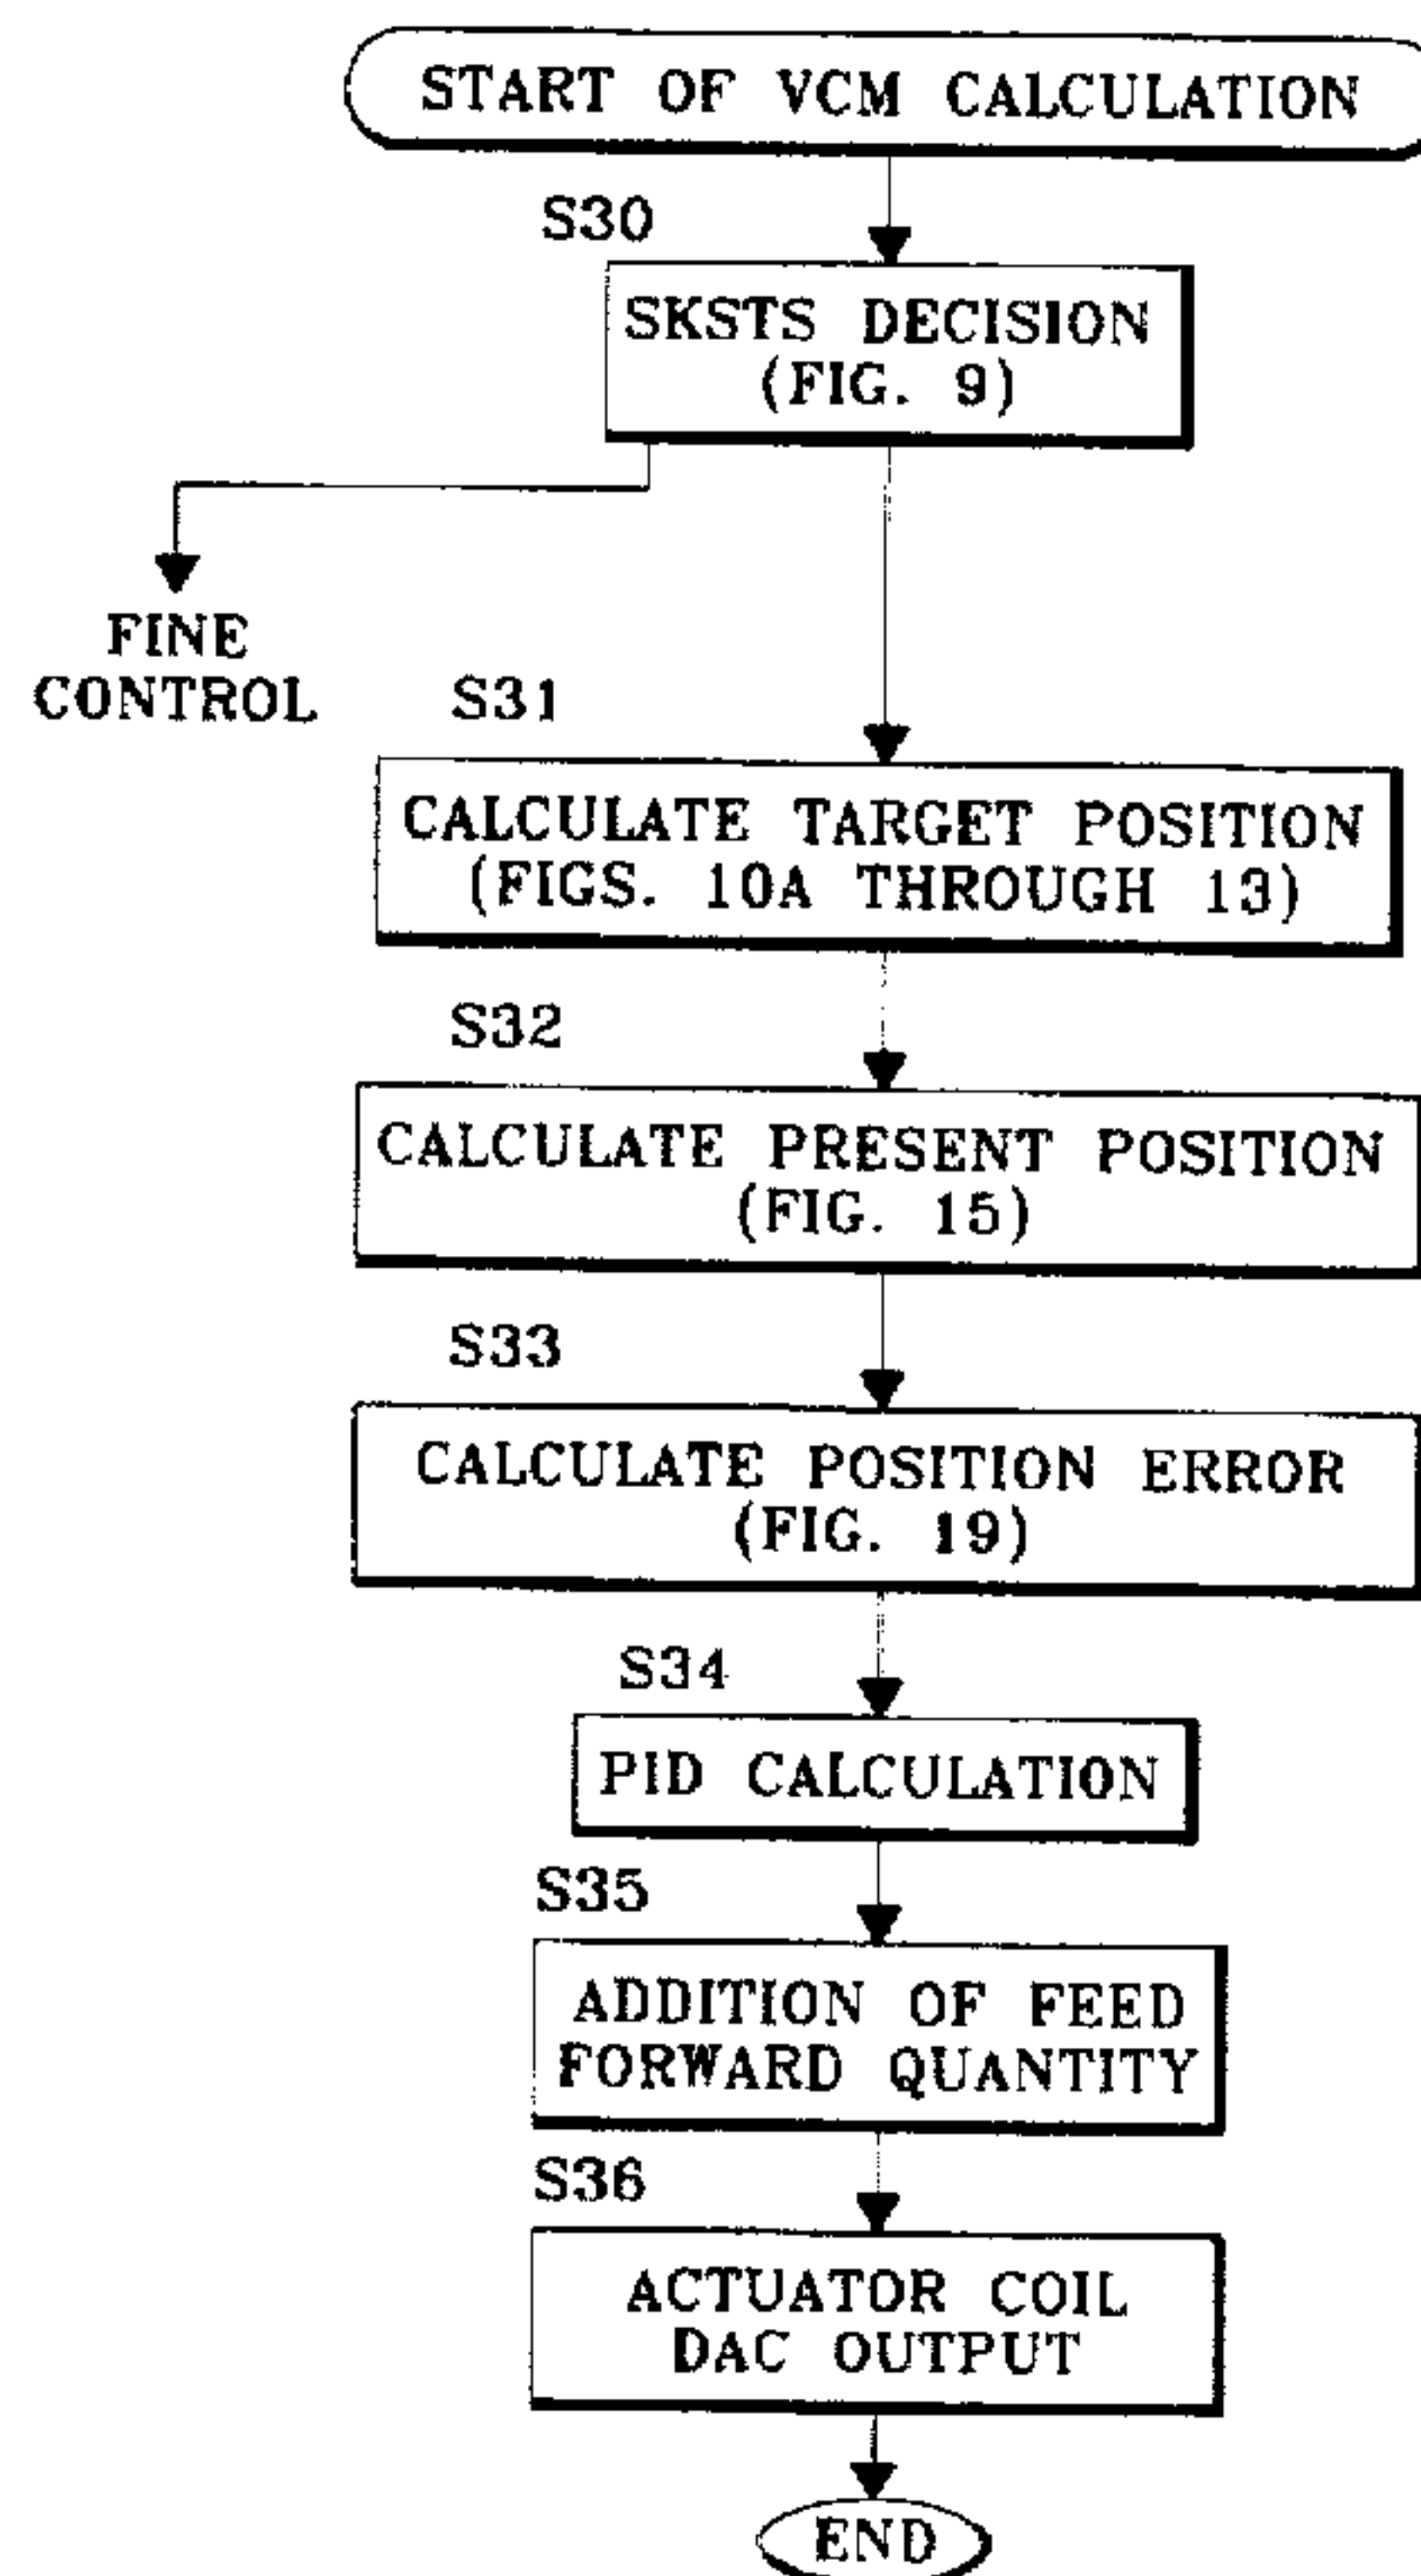 START OF VCM CALCULATION
S30
SKSTS DECISION
(FIG. 9)
FINE
CONTROL
S31
CALCULATE TARGET POSITION
(FIGS. 10A THROUGH 13)
S32
CALCULATE PRESENT POSITION
(FIG. 15)
S33
CALCULATE POSITION ERROR
(FIG. 19)
S34
PID CALCULATION
S35
ADDITION OF FEED
FORWARD QUANTITY
S36
ACTUATOR COIL
DAC OUTPUT
END